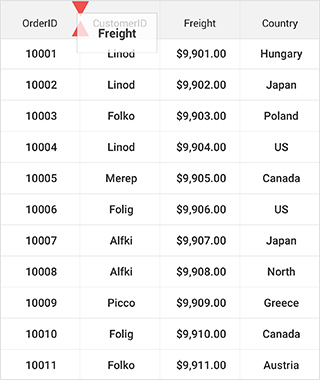 OrderID CustomerID Freight Country
Freight
10001 Linod $9,901.00 Hungary
10002 Linod $9,902.00 Japan
10003 Folko $9,903.00 Poland
10004 Linod $9,904.00 US
10005 Merep $9,905.00 Canada
10006 Folig $9,906.00 US
10007 Alfki $9,907.00 Japan
10008 Alfki $9,908.00 North
10009 Picco $9,909.00 Greece
10010 Folig $9,910.00 Canada
10011 Folko $9,911.00 Austria